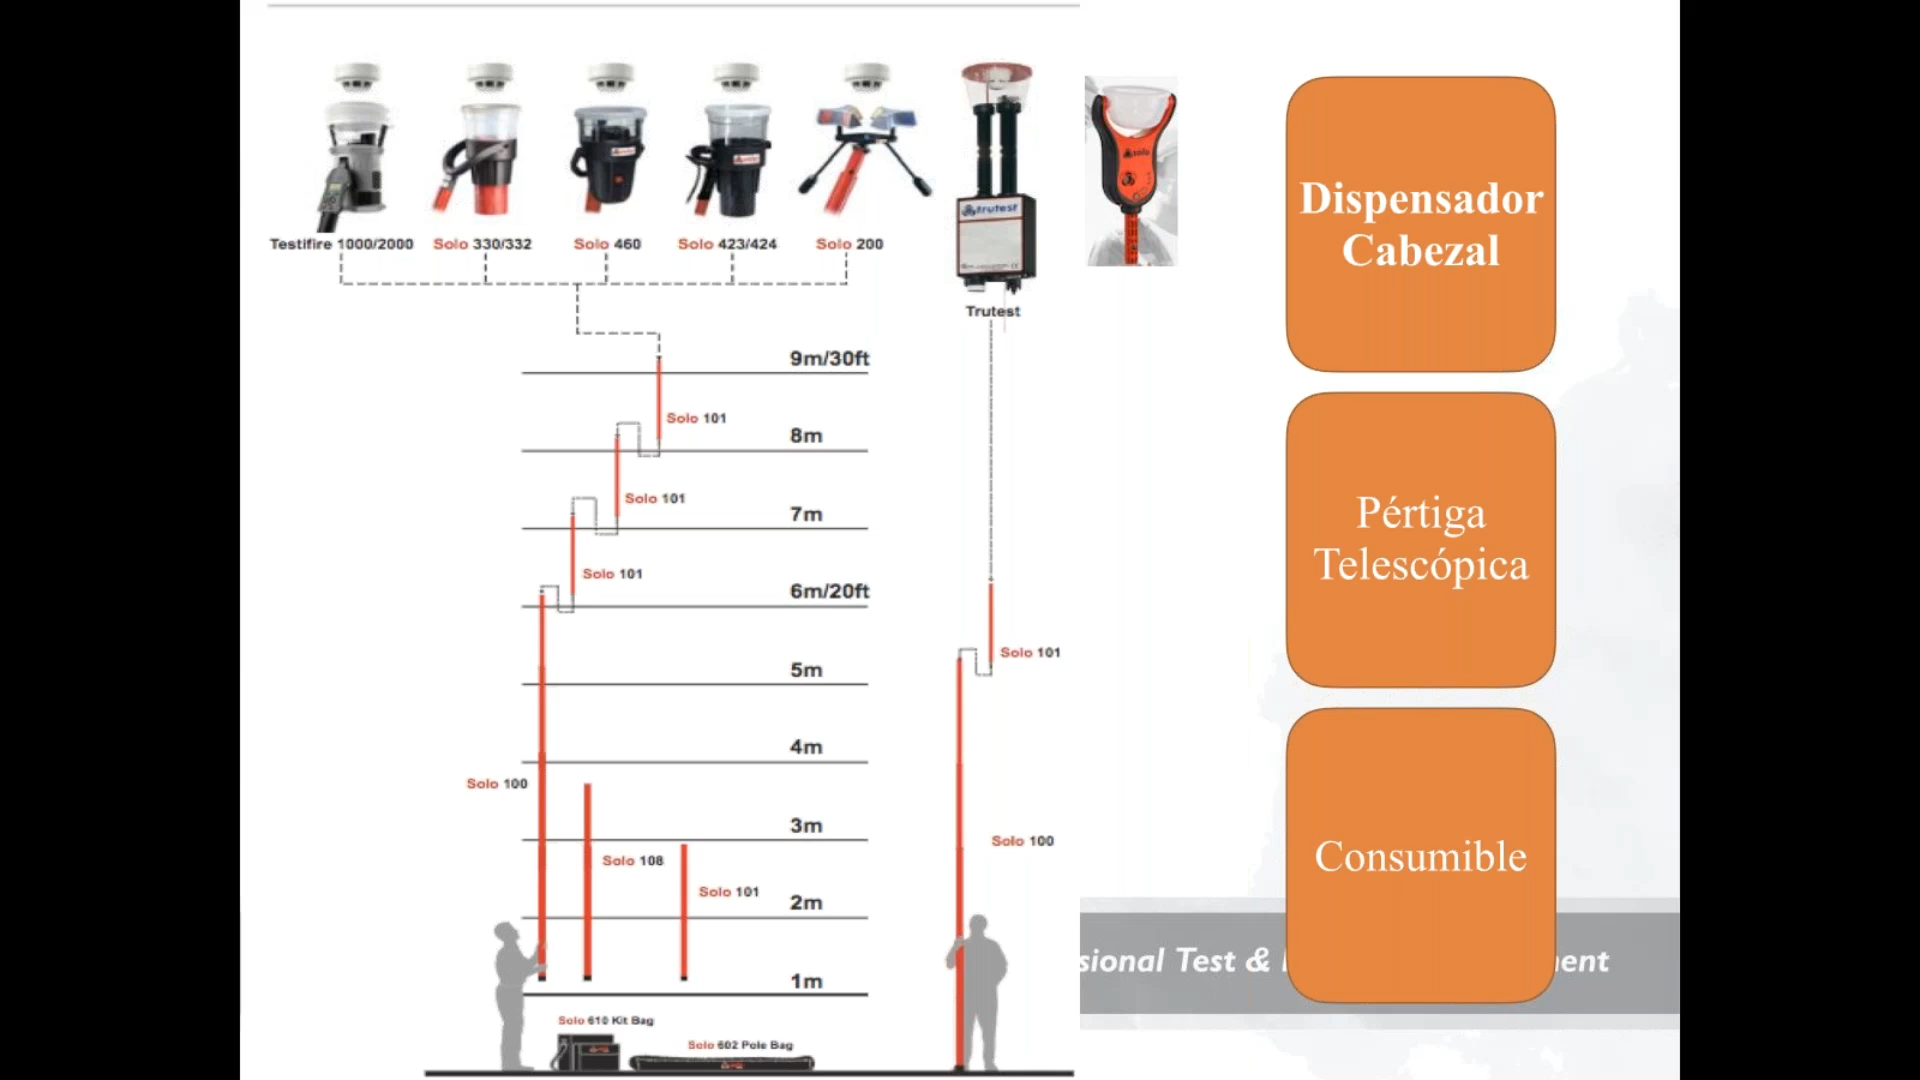 Testifire 1000/2000
Solo 330/332
Solo 460
Solo 423/424
Solo 200
trutest
Trutest
solo
9m/30ft
Solo 101
8m
Solo 101
7m
Solo 101
6m/20ft
Solo 101
5m
4m
Solo 100
3m
Solo 100
Solo 108
Solo 101
2m
1m
Solo 610 Kit Bag
Solo 602 Pole Bag
Dispensador
Cabezal
Pértiga
Telescópica
Consumible
sional Test &
ent